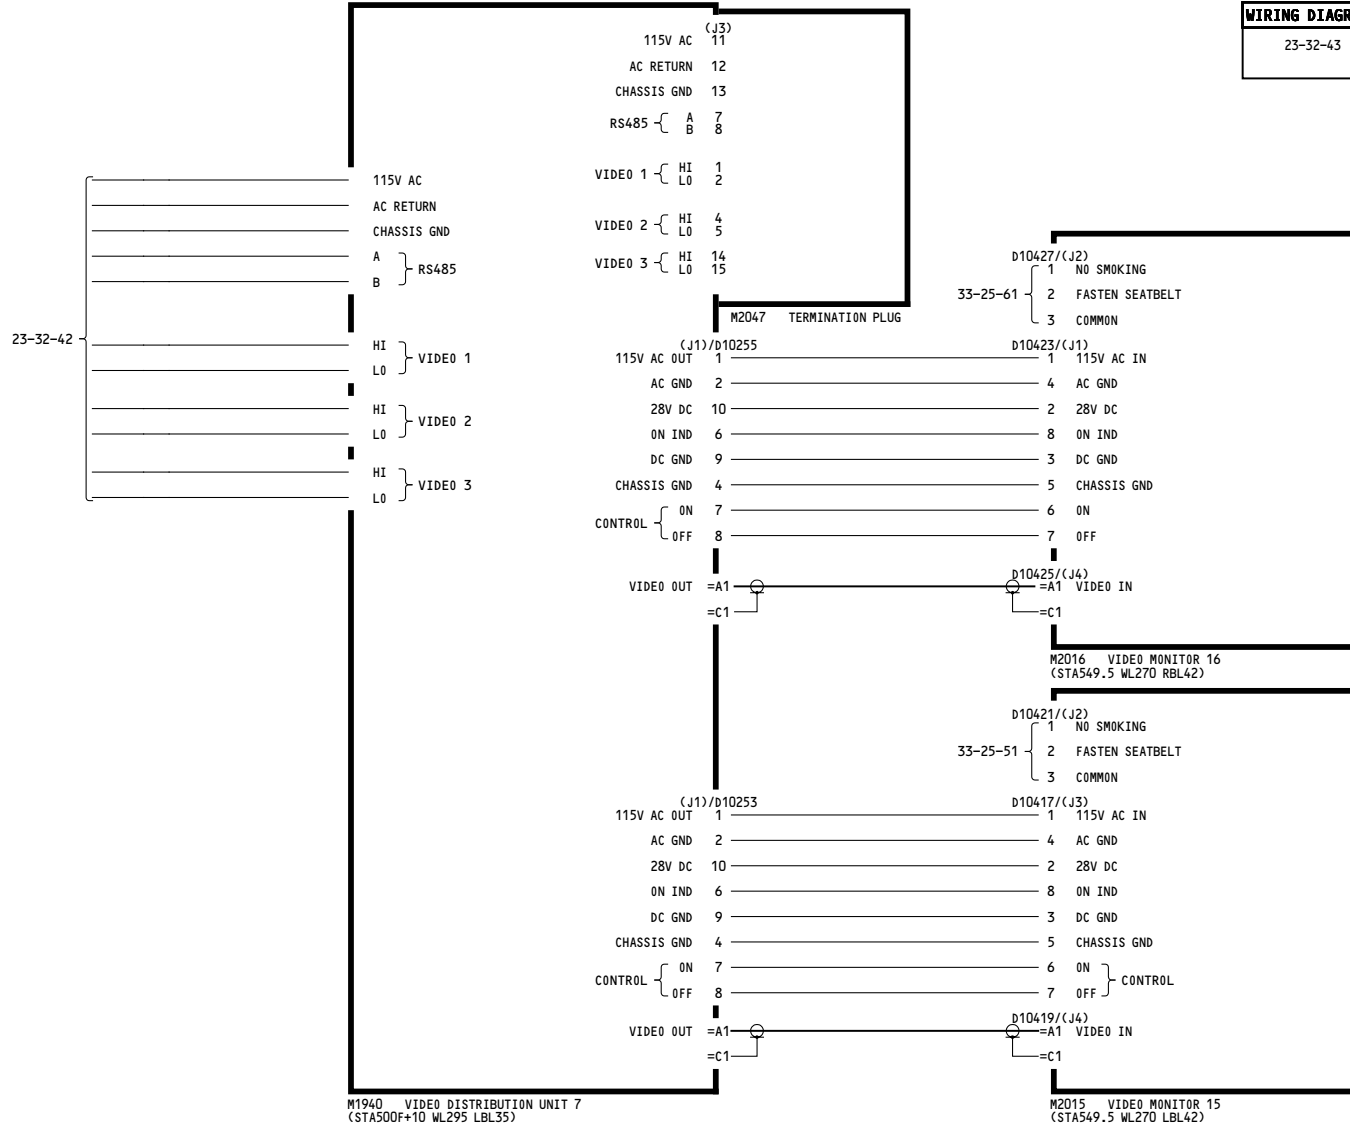 WIRING DIAGR
23-32-43
(J3)
115V AC 11
AC RETURN 12
CHASSIS GND 13
RS485 A 7
B 8
VIDEO 1 HI 1
LO 2
VIDEO 2 HI 4
LO 5
VIDEO 3 HI 14
LO 15
M2047 TERMINATION PLUG
23-32-42
115V AC
AC RETURN
CHASSIS GND
A
B
RS485
HI
LO
VIDEO 1
HI
LO
VIDEO 2
HI
LO
VIDEO 3
(J1)/D10255
115V AC OUT 1
AC GND 2
28V DC 10
ON IND 6
DC GND 9
CHASSIS GND 4
CONTROL ON 7
OFF 8
VIDEO OUT =A1
=C1
D10427/(J2)
33-25-61
1 NO SMOKING
2 FASTEN SEATBELT
3 COMMON
D10423/(J1)
1 115V AC IN
4 AC GND
2 28V DC
8 ON IND
3 DC GND
5 CHASSIS GND
6 ON
7 OFF
D10425/(J4)
=A1 VIDEO IN
=C1
M2016 VIDEO MONITOR 16
(STA549.5 WL270 RBL42)
D10421/(J2)
33-25-51
1 NO SMOKING
2 FASTEN SEATBELT
3 COMMON
(J1)/D10253
115V AC OUT 1
AC GND 2
28V DC 10
ON IND 6
DC GND 9
CHASSIS GND 4
CONTROL ON 7
OFF 8
VIDEO OUT =A1
=C1
D10417/(J3)
1 115V AC IN
4 AC GND
2 28V DC
8 ON IND
3 DC GND
5 CHASSIS GND
6 ON
7 OFF
CONTROL
D10419/(J4)
=A1 VIDEO IN
=C1
M1940 VIDEO DISTRIBUTION UNIT 7
(STA500F+10 WL295 LBL35)
M2015 VIDEO MONITOR 15
(STA549.5 WL270 LBL42)